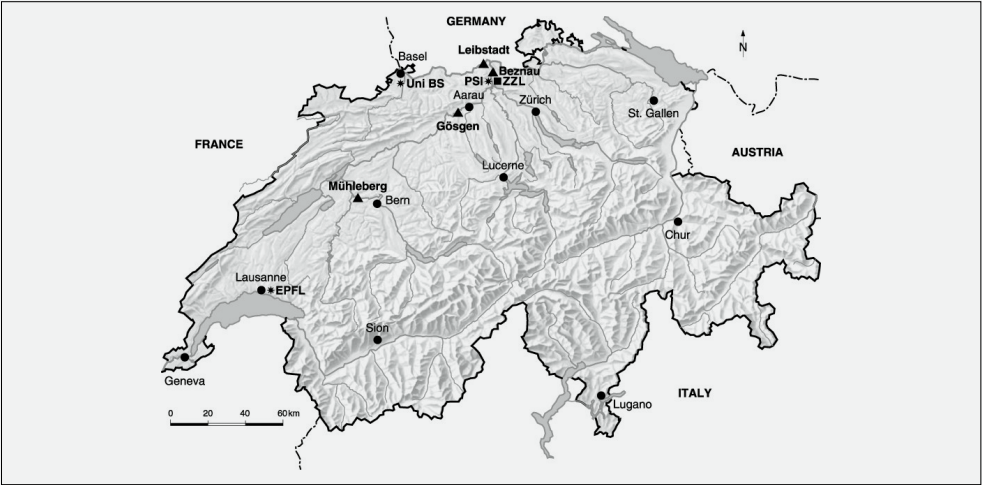 GERMANY
N
Leibstadt
Basel
Beznau
Uni BS
PSI
ZZL
Aarau
Zürich
St. Gallen
Gösgen
FRANCE
AUSTRIA
Lucerne
Mühleberg
Bern
Chur
Lausanne
EPFL
Sion
Geneva
ITALY
Lugano
0 20 40 60 km